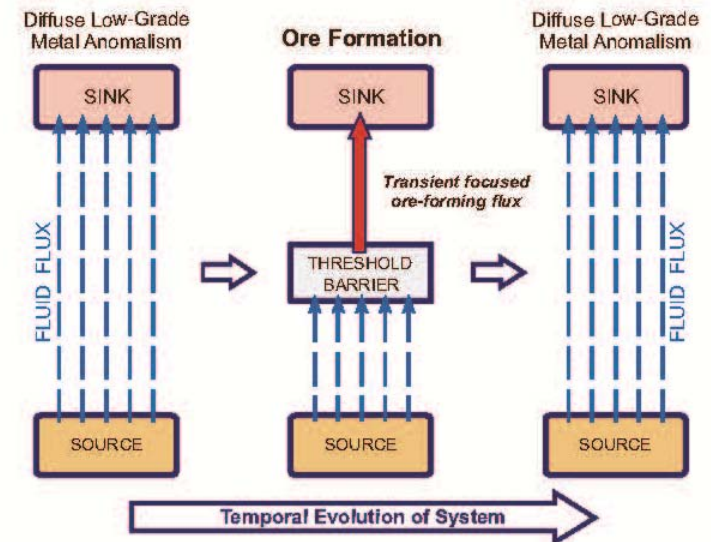 Diffuse Low-Grade
Metal Anomalism
SINK
FLUID FLUX
SOURCE
Ore Formation
SINK
Transient focused
ore-forming flux
THRESHOLD
BARRIER
SOURCE
Diffuse Low-Grade
Metal Anomalism
SINK
FLUID FLUX
SOURCE
Temporal Evolution of System